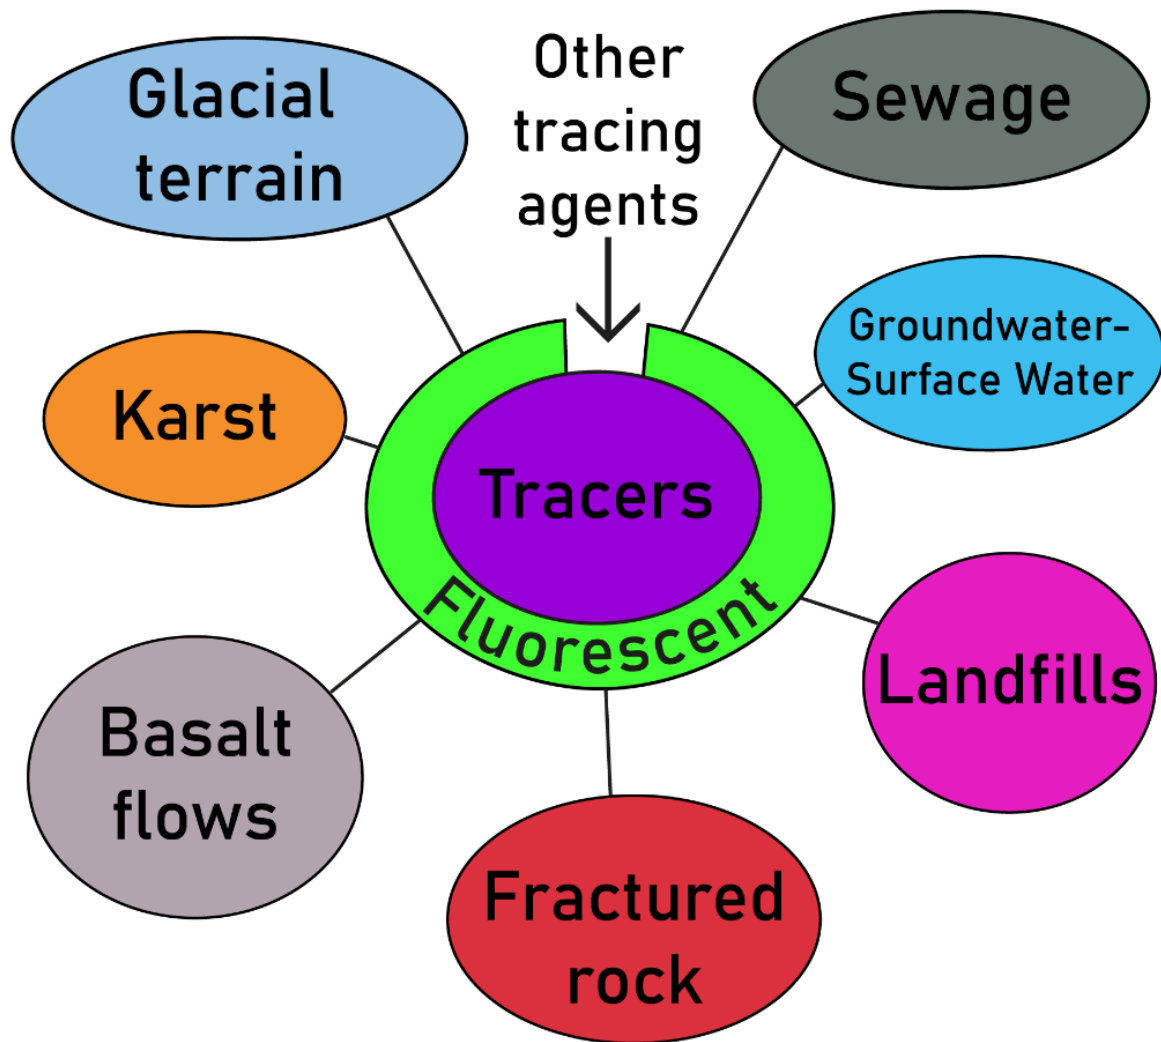 Glacial
terrain
Other
tracing
agents
Sewage
Groundwater-
Surface Water
Karst
Tracers
Fluorescent
Landfills
Basalt
flows
Fractured
rock